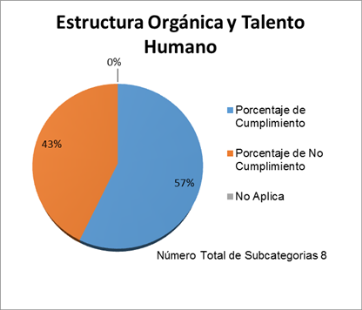 Estructura Orgánica y Talento
Humano
0%
43%
57%
Porcentaje de
Cumplimiento
Porcentaje de No
Cumplimiento
No Aplica
Número Total de Subcategorias 8